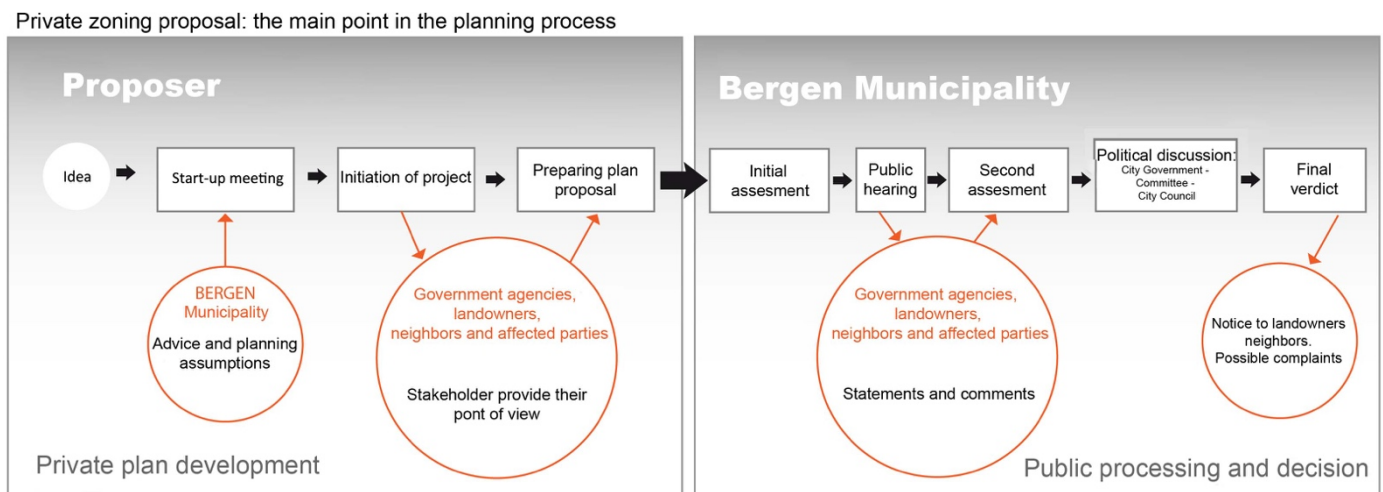 Private zoning proposal: the main point in the planning process
Proposer
Idea
Start-up meeting
Initiation of project
Preparing plan
proposal
BERGEN
Municipality
Advice and planning
assumptions
Government agencies,
landowners,
neighbors and affected parties
Stakeholder provide their
pont of view
Private plan development
Bergen Municipality
Initial
assesment
Public
hearing
Second
assesment
Political discussion:
City Government -
Committee -
City Council
Final
verdict
Government agencies,
landowners,
neighbors and affected parties
Statements and comments
Notice to landowners
neighbors.
Possible complaints
Public processing and decision